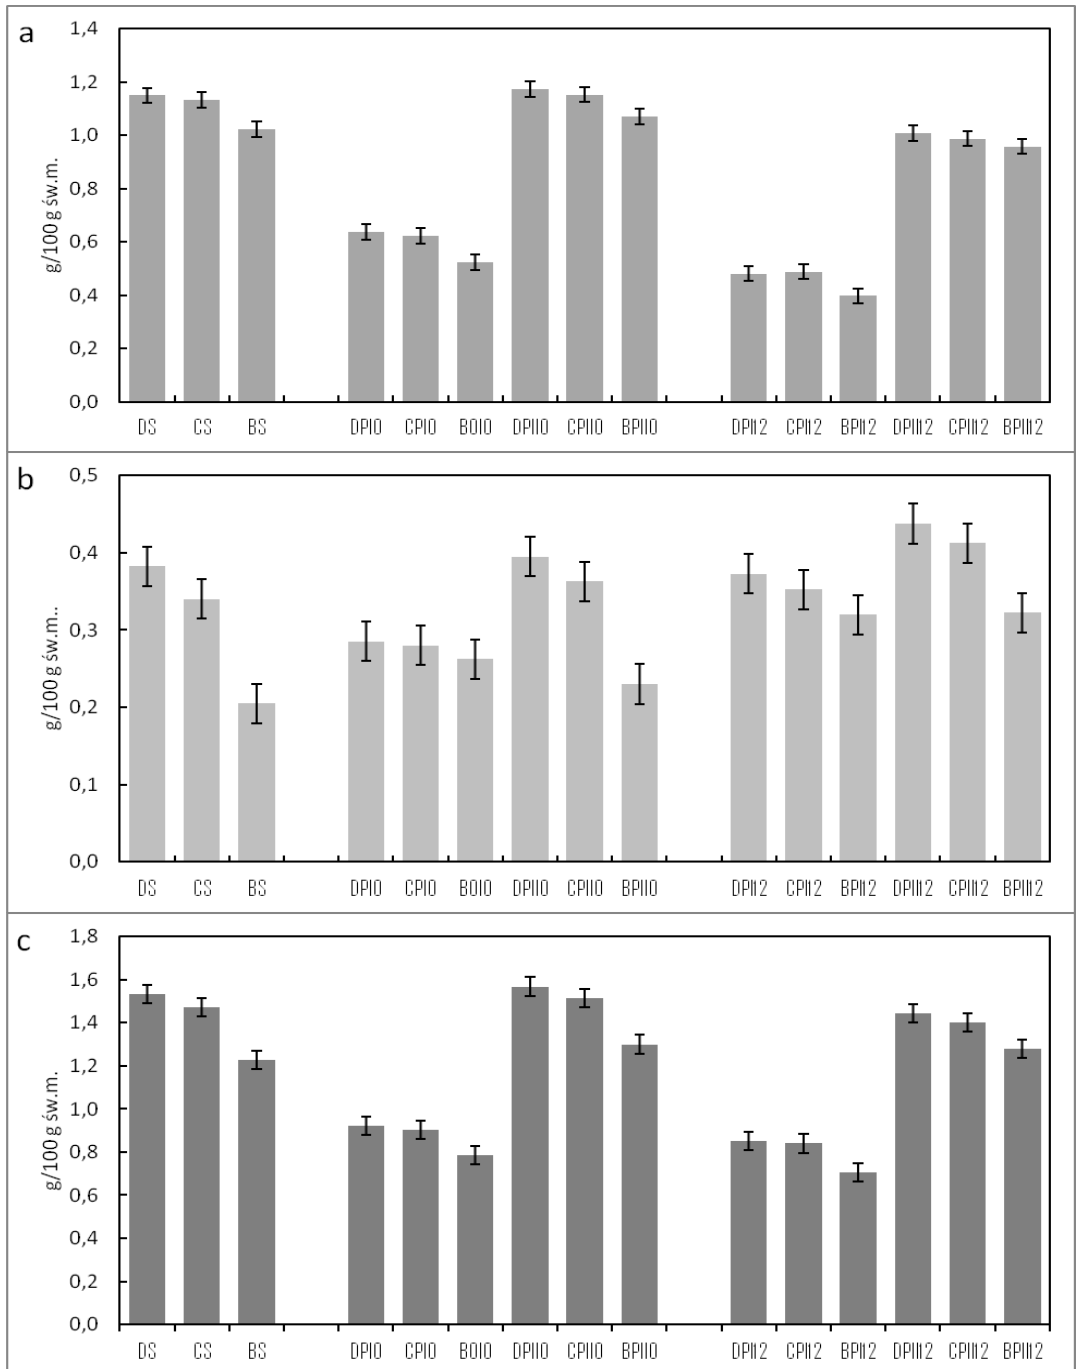 a
1,4
1,2
1,0
0,8
0,6
0,4
0,2
0,0
g/100 g św.m.
DS CS BS DPI0 CPI0 BOI0 DPII0 CPII0 BPII0 DPI12 CPI12 BPI12 DPII12 CPII12 BPII12
b
0,5
0,4
0,3
0,2
0,1
0,0
g/100 g św.m..
DS CS BS DPI0 CPI0 BOI0 DPII0 CPII0 BPII0 DPI12 CPI12 BPI12 DPII12 CPII12 BPII12
c
1,8
1,6
1,4
1,2
1,0
0,8
0,6
0,4
0,2
0,0
g/100 g św.m.
DS CS BS DPI0 CPI0 BOI0 DPII0 CPII0 BPII0 DPI12 CPI12 BPI12 DPII12 CPII12 BPII12